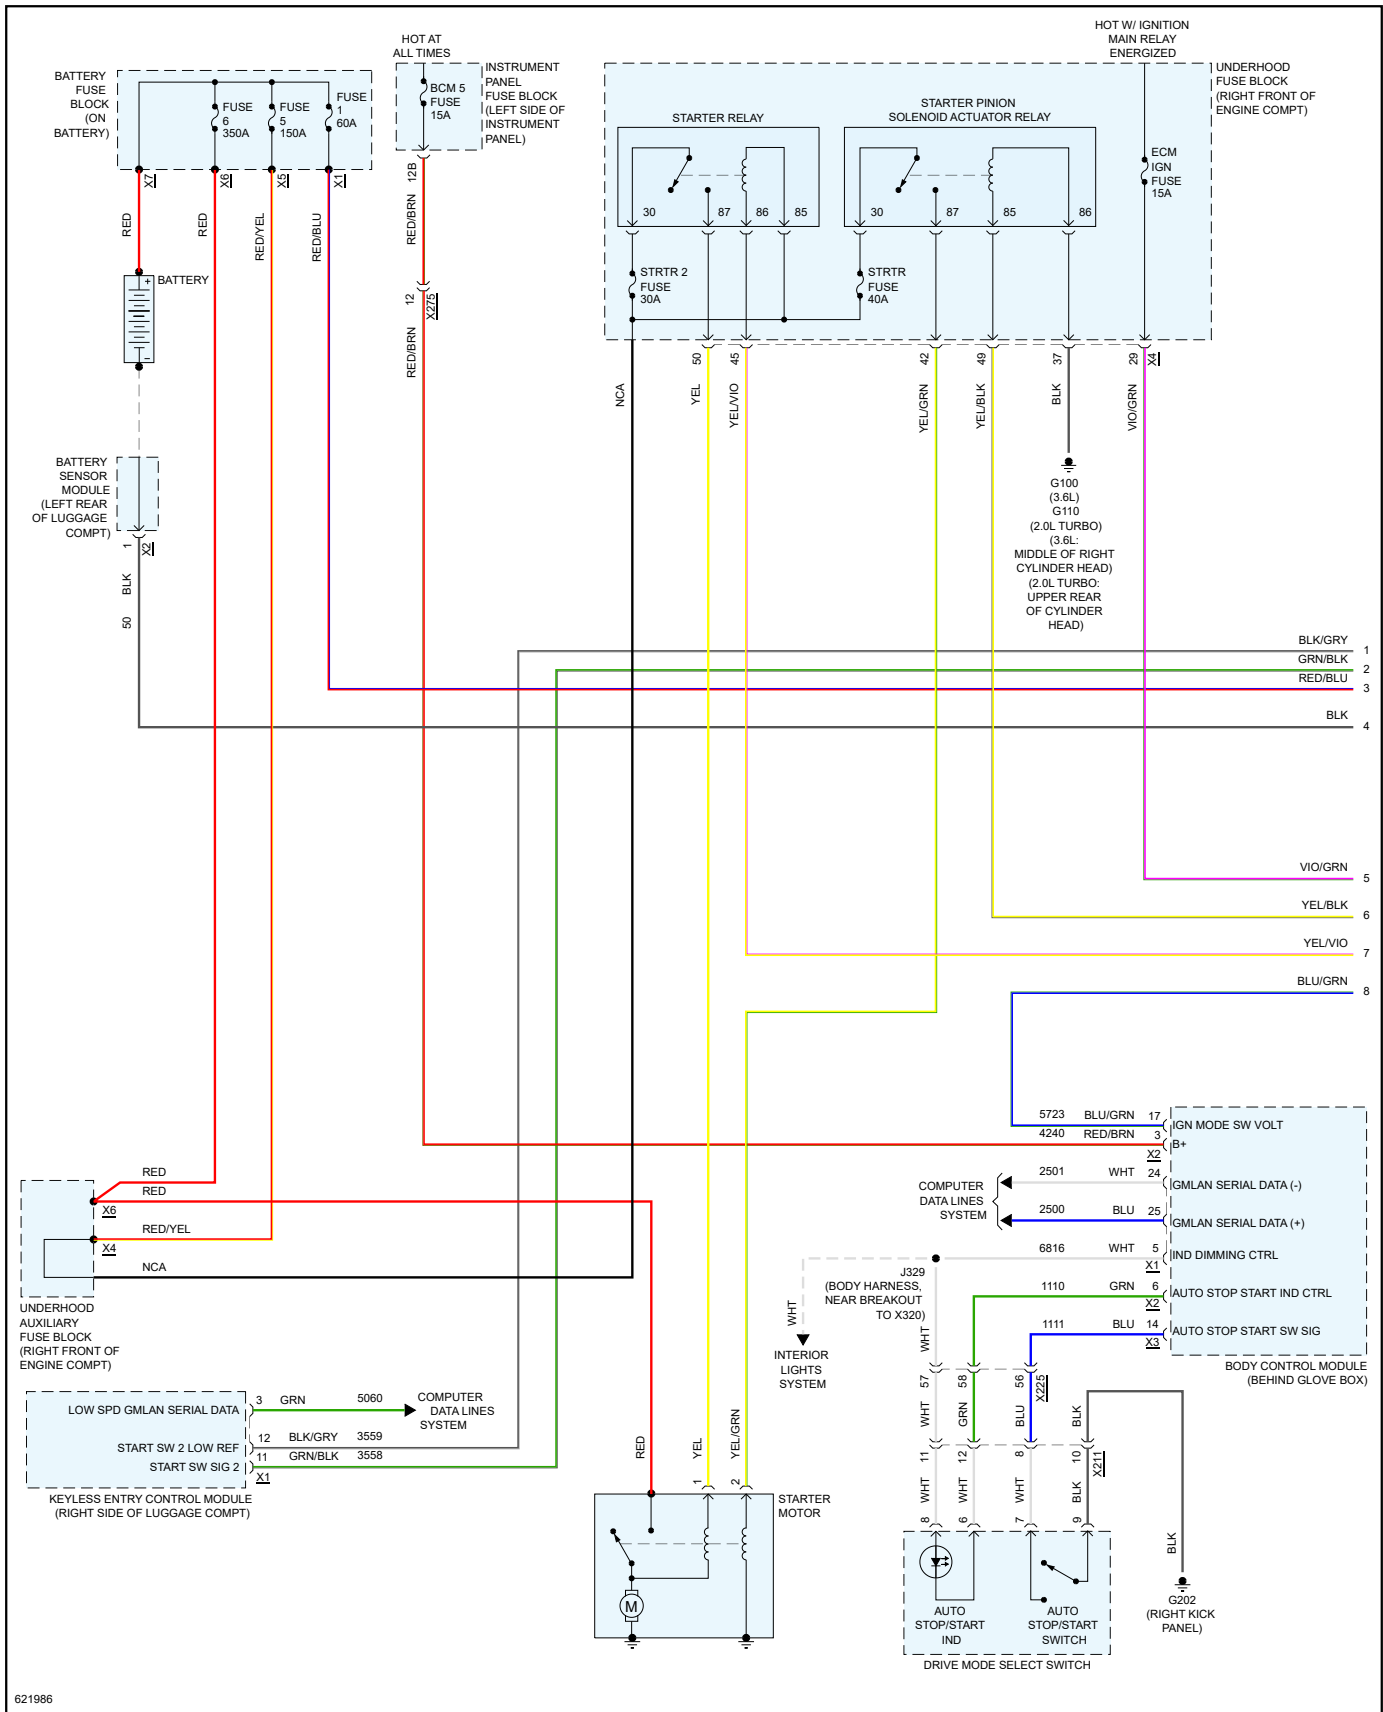 HOT AT
ALL TIMES
HOT W/ IGNITION
MAIN RELAY
ENERGIZED
BATTERY
FUSE
BLOCK
(ON
BATTERY)
FUSE
6
350A
FUSE
5
150A
FUSE
1
60A
BCM 5
FUSE
15A
INSTRUMENT
PANEL
FUSE BLOCK
(LEFT SIDE OF
INSTRUMENT
PANEL)
UNDERHOOD
FUSE BLOCK
(RIGHT FRONT OF
ENGINE COMPT)
STARTER RELAY
STARTER PINION
SOLENOID ACTUATOR RELAY
ECM
IGN
FUSE
15A
30
87
86
85
30
87
85
86
STRTR 2
FUSE
30A
STRTR
FUSE
40A
X7
X6
X5
X1
12B
RED
RED
RED/YEL
RED/BLU
RED/BRN
12
X275
RED/BRN
BATTERY
+
-
50
45
42
49
37
29
X4
NCA
YEL
YEL/VIO
YEL/GRN
YEL/BLK
BLK
VIO/GRN
BATTERY
SENSOR
MODULE
(LEFT REAR
OF LUGGAGE
COMPT)
1
X2
BLK
50
G100
(3.6L)
G110
(2.0L TURBO)
(3.6L:
MIDDLE OF RIGHT
CYLINDER HEAD)
(2.0L TURBO:
UPPER REAR
OF CYLINDER
HEAD)
BLK/GRY 1
GRN/BLK 2
RED/BLU 3
BLK 4
VIO/GRN 5
YEL/BLK 6
YEL/VIO 7
BLU/GRN 8
5723 BLU/GRN 17 IGN MODE SW VOLT
4240 RED/BRN 3 B+
X2
2501 WHT 24 GMLAN SERIAL DATA (-)
COMPUTER
DATA LINES
SYSTEM
2500 BLU 25 GMLAN SERIAL DATA (+)
6816 WHT 5 IND DIMMING CTRL
X1
1110 GRN 6 AUTO STOP START IND CTRL
X2
1111 BLU 14 AUTO STOP START SW SIG
X3
BODY CONTROL MODULE
(BEHIND GLOVE BOX)
J329
(BODY HARNESS,
NEAR BREAKOUT
TO X320)
WHT
INTERIOR
LIGHTS
SYSTEM
RED
RED
X6
RED/YEL
X4
NCA
UNDERHOOD
AUXILIARY
FUSE BLOCK
(RIGHT FRONT OF
ENGINE COMPT)
LOW SPD GMLAN SERIAL DATA 3 GRN 5060
COMPUTER
DATA LINES
SYSTEM
START SW 2 LOW REF 12 BLK/GRY 3559
START SW SIG 2 11 GRN/BLK 3558
X1
KEYLESS ENTRY CONTROL MODULE
(RIGHT SIDE OF LUGGAGE COMPT)
RED
YEL
YEL/GRN
1
2
STARTER
MOTOR
M
WHT
57
58
56
X225
WHT
GRN
BLU
BLK
11
12
8
10
X211
WHT
WHT
WHT
BLK
8
6
7
9
BLK
G202
(RIGHT KICK
PANEL)
AUTO
STOP/START
IND
AUTO
STOP/START
SWITCH
DRIVE MODE SELECT SWITCH
621986